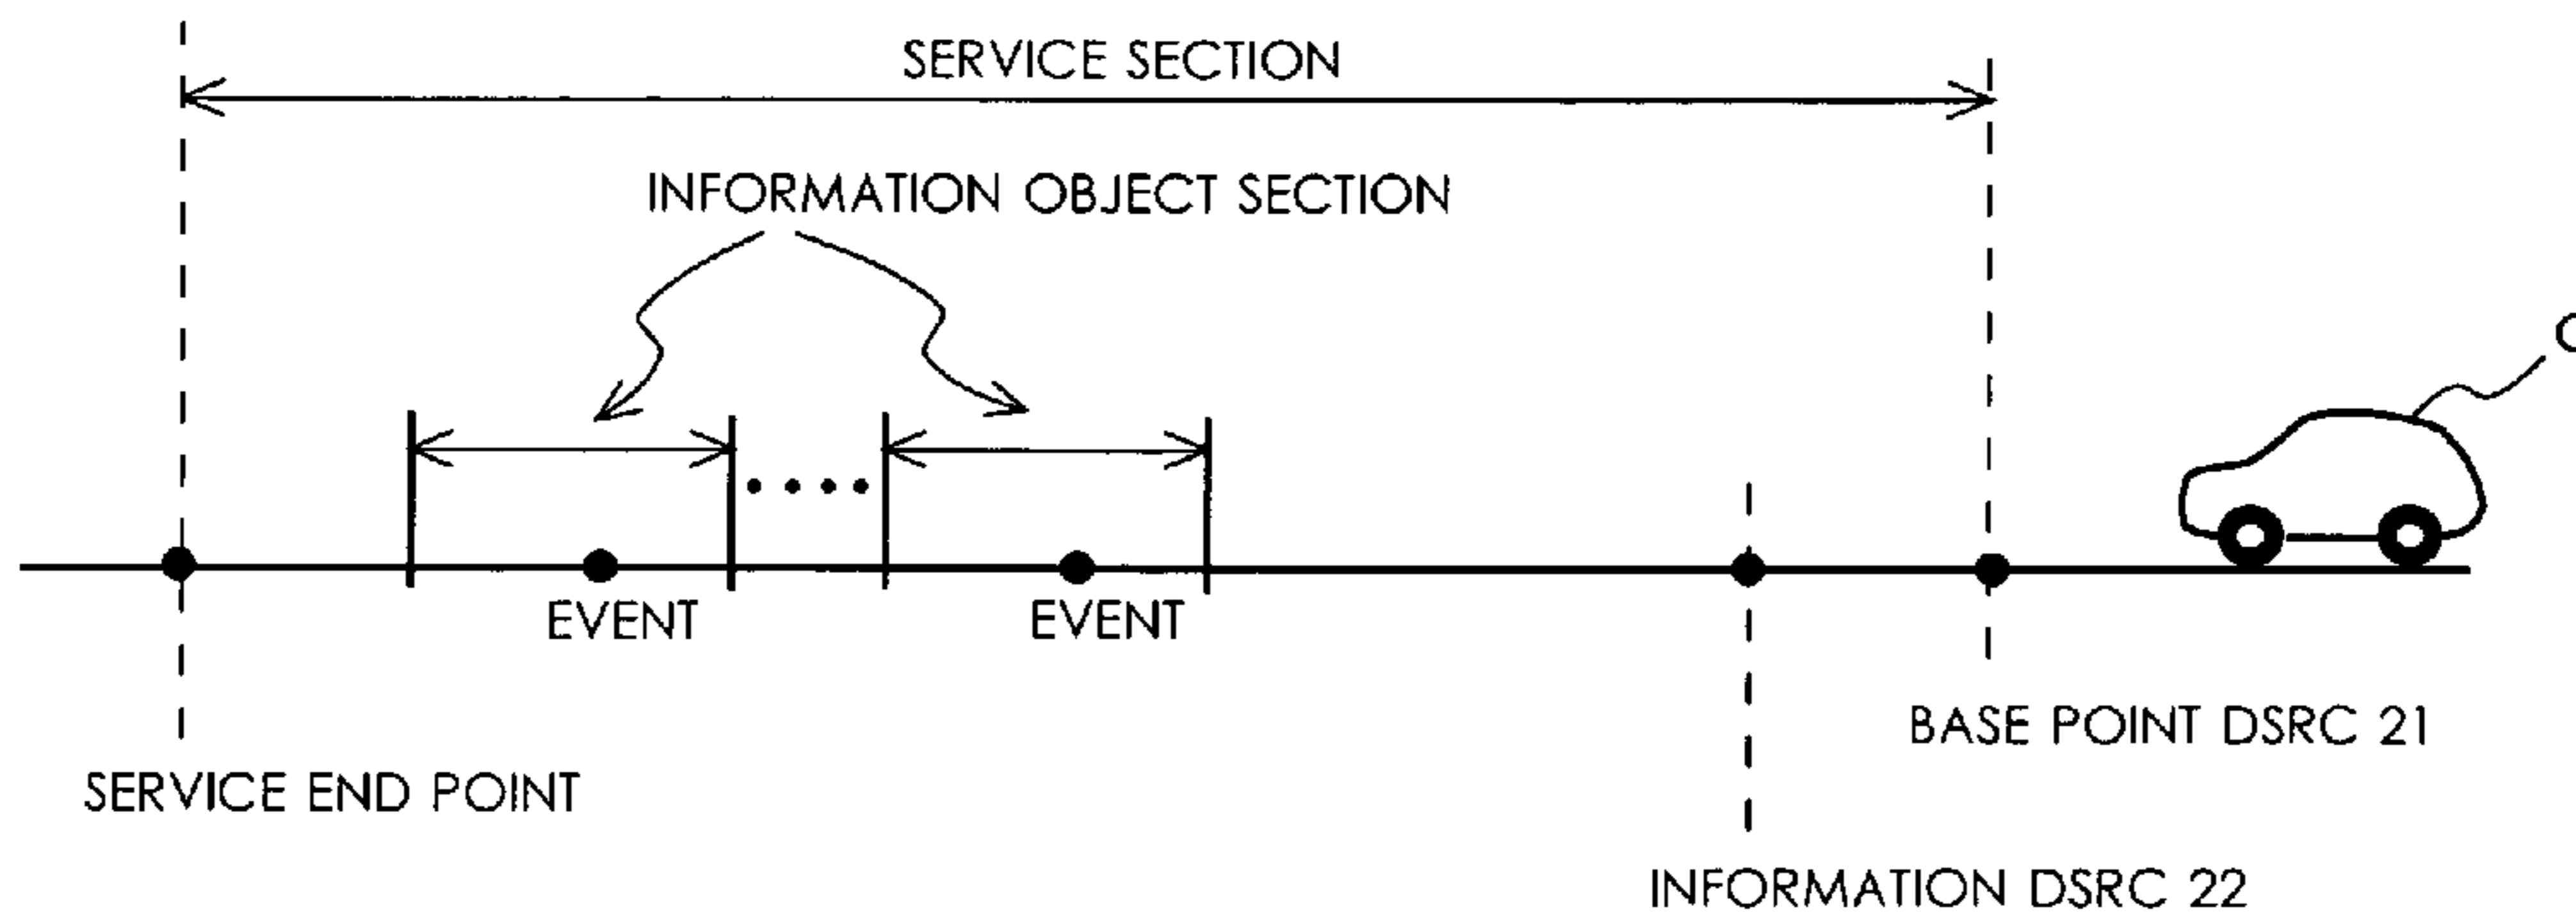 SERVICE SECTION
INFORMATION OBJECT SECTION
EVENT
EVENT
BASE POINT DSRC 21
SERVICE END POINT
INFORMATION DSRC 22